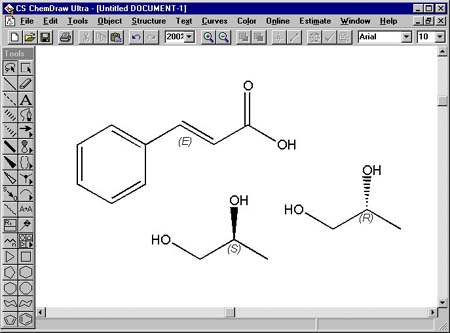 CS ChemDraw Ultra - [Untitled DOCUMENT-1]
File Edit Tools Object Structure Text Curves Color Online Estimate Window Help
200% Arial 10
Tools
O
OH
(E)
OH
HO
(S)
OH
HO
(R)